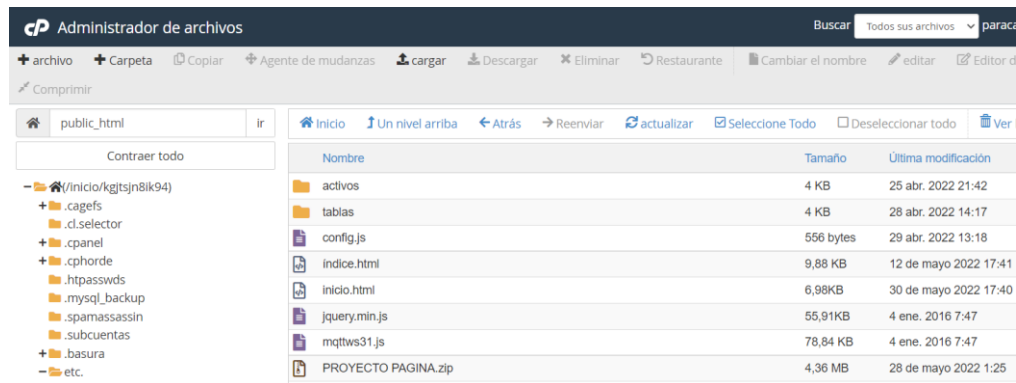 cP Administrador de archivos Buscar Todos sus archivos para
archivo Carpeta Copiar Agente de mudanzas cargar Descargar Eliminar Restaurante Cambiar el nombre editar Editor d
Comprimir
public_html ir Inicio Un nivel arriba Atrás Reenviar actualizar Seleccione Todo Deseleccionar todo Ver
Contraer todo
Nombre Tamaño Última modificación
(/inicio/kgjtsjn8ik94)
.cagefs
.cl.selector
.cpanel
.cphorde
.htpasswds
.mysql_backup
.spamassassin
.subcuentas
.basura
etc.
activos 4 KB 25 abr. 2022 21:42
tablas 4 KB 28 abr. 2022 14:17
config.js 556 bytes 29 abr. 2022 13:18
índice.html 9,88 KB 12 de mayo 2022 17:41
inicio.html 6,98KB 30 de mayo 2022 17:40
jquery.min.js 55,91KB 4 ene. 2016 7:47
mqttws31.js 78,84 KB 4 ene. 2016 7:47
PROYECTO PAGINA.zip 4,36 MB 28 de mayo 2022 1:25